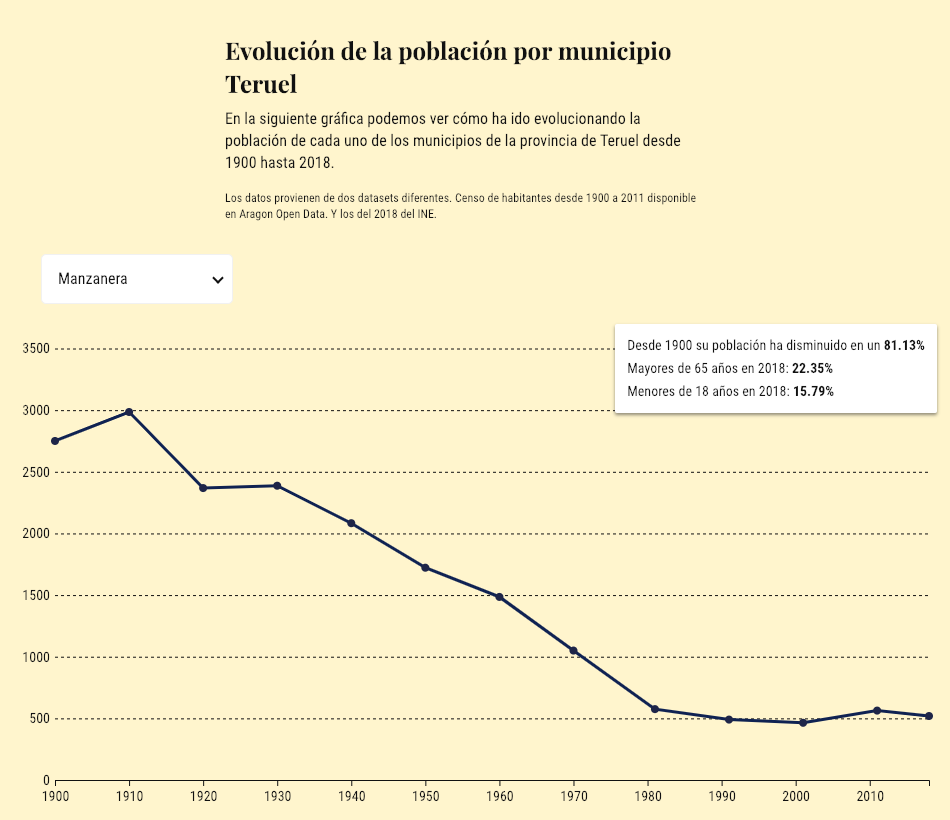 Evolución de la población por municipio
Teruel
En la siguiente gráfica podemos ver cómo ha ido evolucionando la
población de cada uno de los municipios de la provincia de Teruel desde
1900 hasta 2018.
Los datos provienen de dos datasets diferentes. Censo de habitantes desde 1900 a 2011 disponible
en Aragon Open Data. Y los del 2018 del INE.
Manzanera
Desde 1900 su población ha disminuido en un 81.13%
Mayores de 65 años en 2018: 22.35%
Menores de 18 años en 2018: 15.79%
3500
3000
2500
2000
1500
1000
500
0
1900 1910 1920 1930 1940 1950 1960 1970 1980 1990 2000 2010